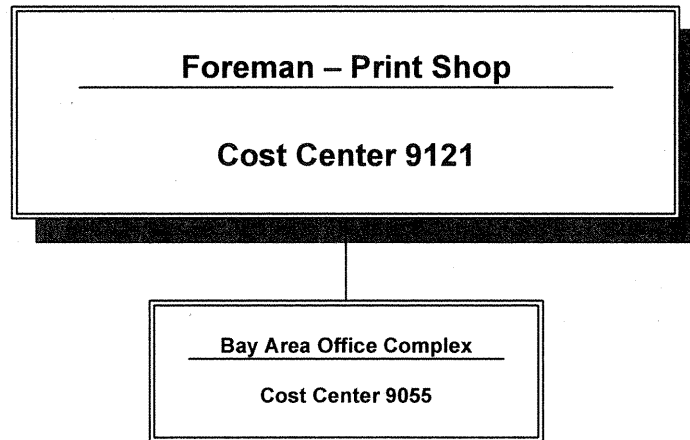 Foreman – Print Shop
Cost Center 9121
Bay Area Office Complex
Cost Center 9055